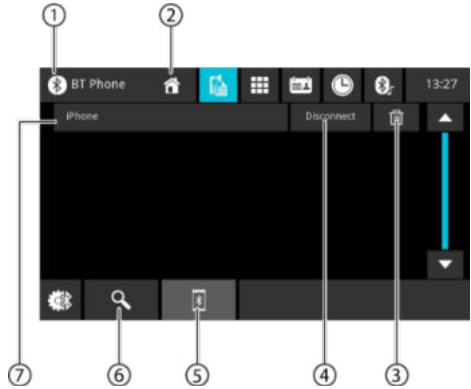 ① ②
BT Phone 13:27
iPhone Disconnect
⑦ ⑥ ⑤ ④ ③